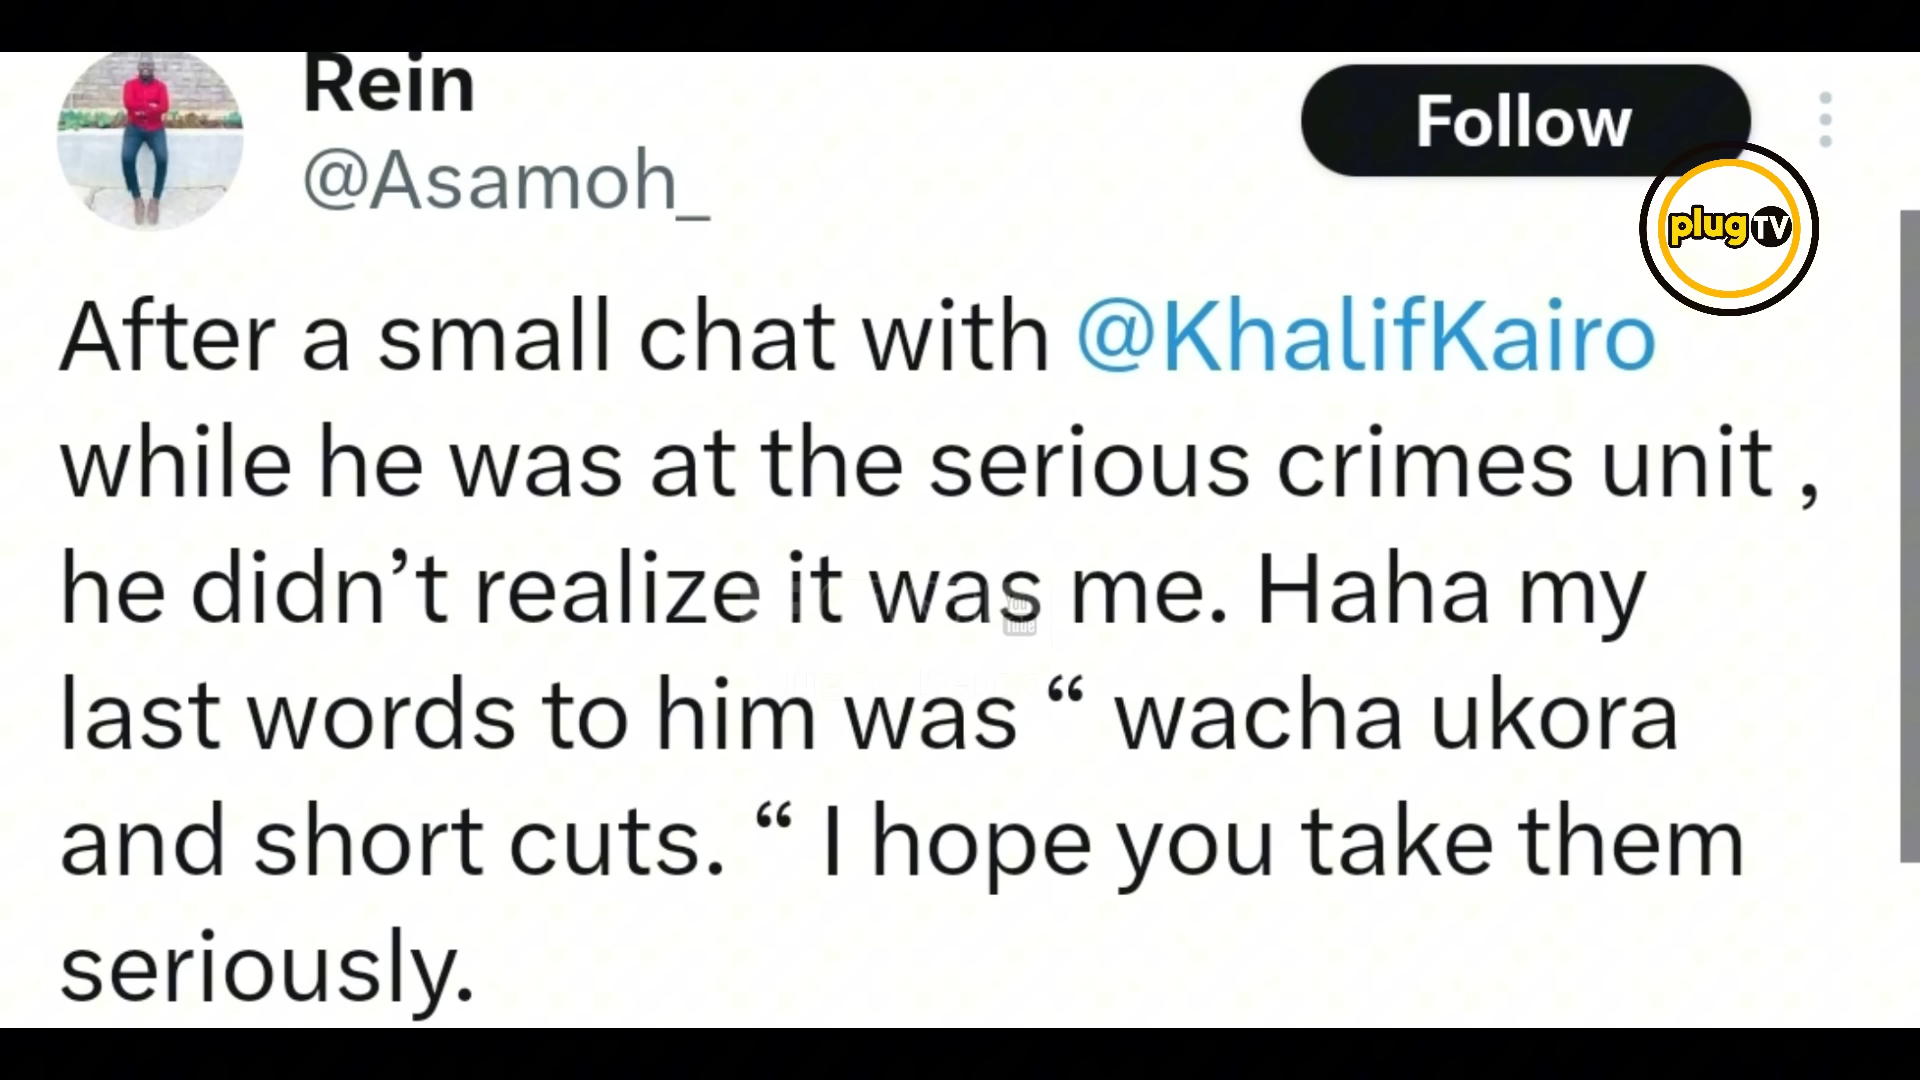 Rein
@Asamoh_
Follow
plug TV
After a small chat with @KhalifKairo
while he was at the serious crimes unit ,
he didn’t realize it was me. Haha my
last words to him was “ wacha ukora
and short cuts. “ I hope you take them
seriously.
You
Tube